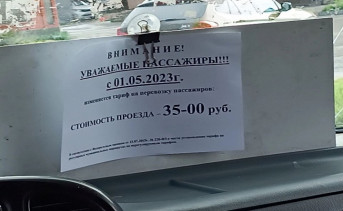 ВНИМАНИЕ!
УВАЖАЕМЫЕ ПАССАЖИРЫ!!!
с 01.05.2023г.
изменяется тариф на перевозку пассажиров.
СТОИМОСТЬ ПРОЕЗДА – 35-00 руб.